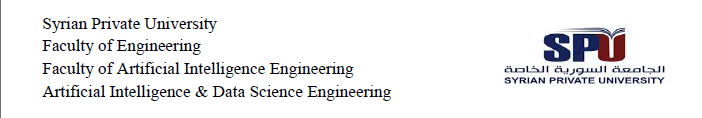 Syrian Private University
Faculty of Engineering
Faculty of Artificial Intelligence Engineering
Artificial Intelligence & Data Science Engineering
SPU
الجامعة السورية الخاصة
SYRIAN PRIVATE UNIVERSITY